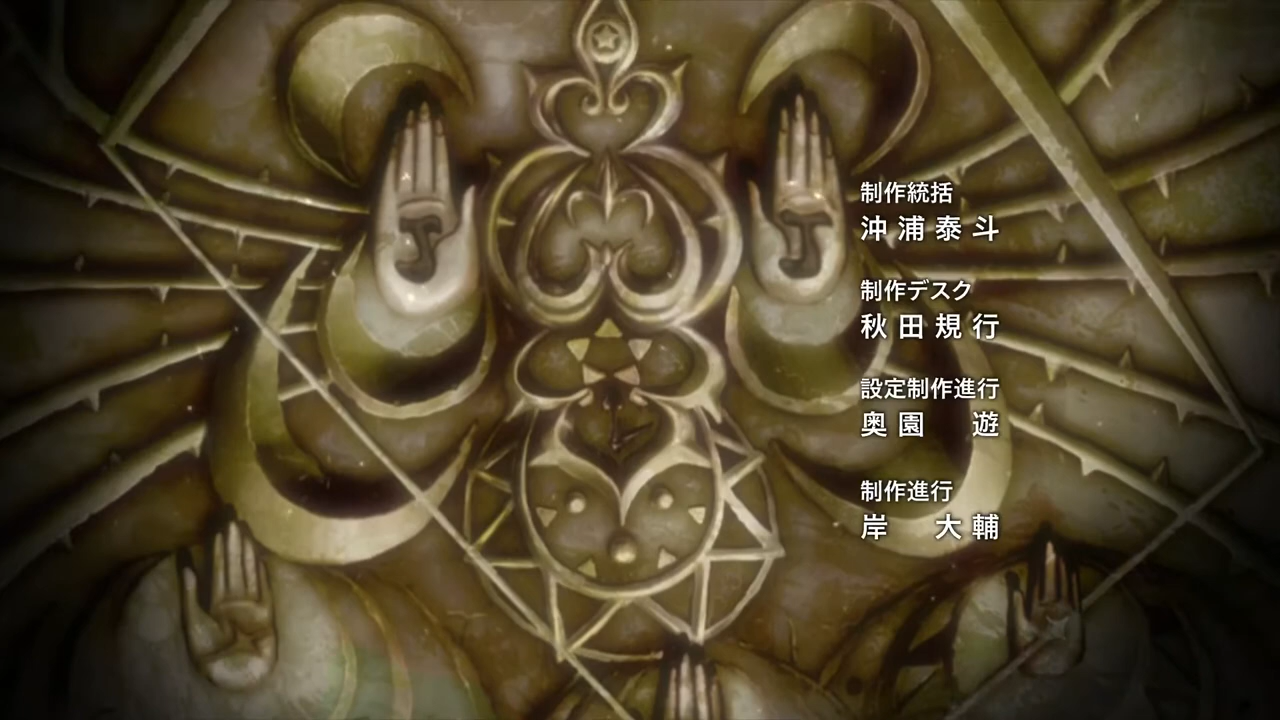 制作統括
沖浦泰斗
制作デスク
秋田規行
設定制作進行
奥園　遊
制作進行
岸　大輔